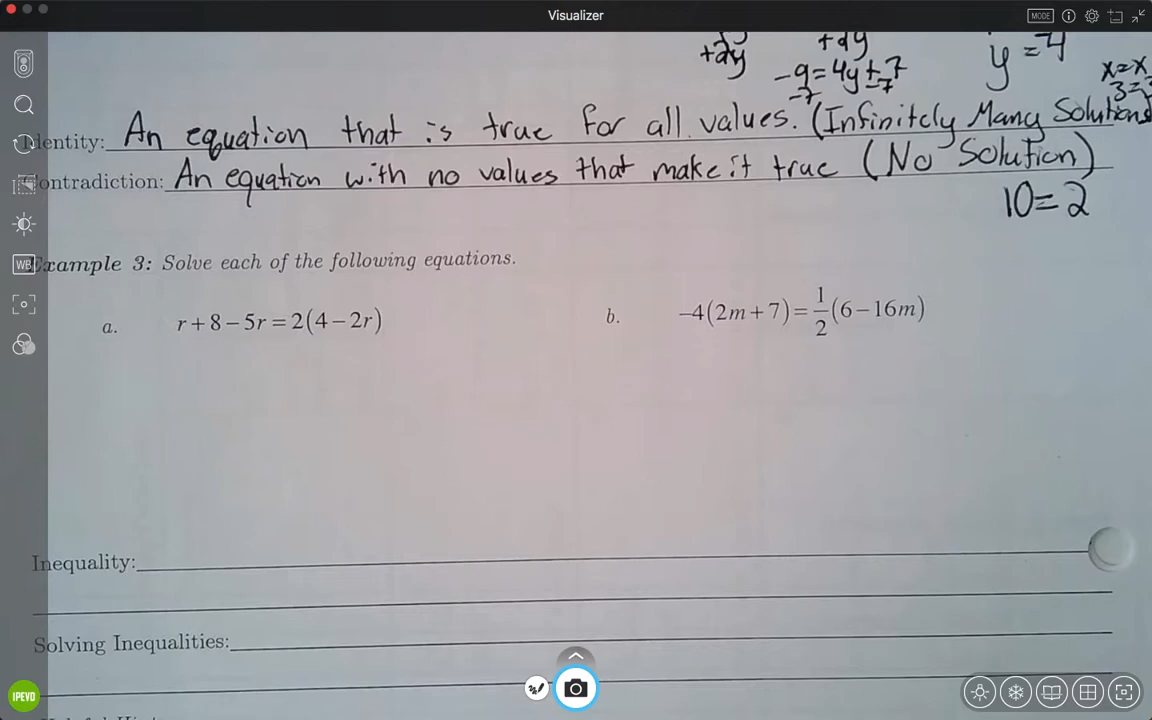 Visualizer
MODE
+2y +2y y = -4
-9 = 4y + 7 x=x
-7 -7
Identity: An equation that is true for all values. (Infinitely Many Solutions)
Contradiction: An equation with no values that make it true (No Solution)
10=2
WB
Example 3: Solve each of the following equations.
a. r+8−5r=2(4−2r) b. −4(2m+7)=1/2(6−16m)
Inequality:
Solving Inequalities:
IPEVO